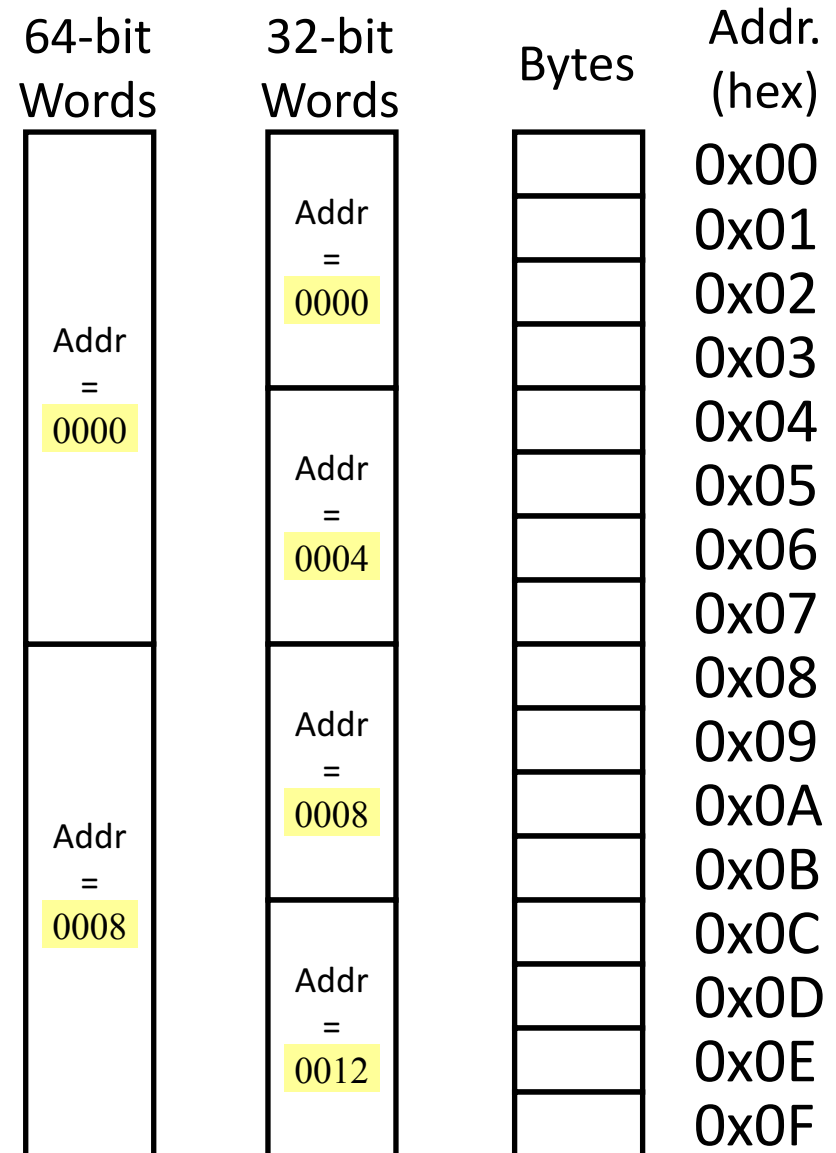 64-bit
Words
32-bit
Words
Bytes
Addr.
(hex)
Addr
=
0000
Addr
=
0008
Addr
=
0000
Addr
=
0004
Addr
=
0008
Addr
=
0012
0x00
0x01
0x02
0x03
0x04
0x05
0x06
0x07
0x08
0x09
0x0A
0x0B
0x0C
0x0D
0x0E
0x0F